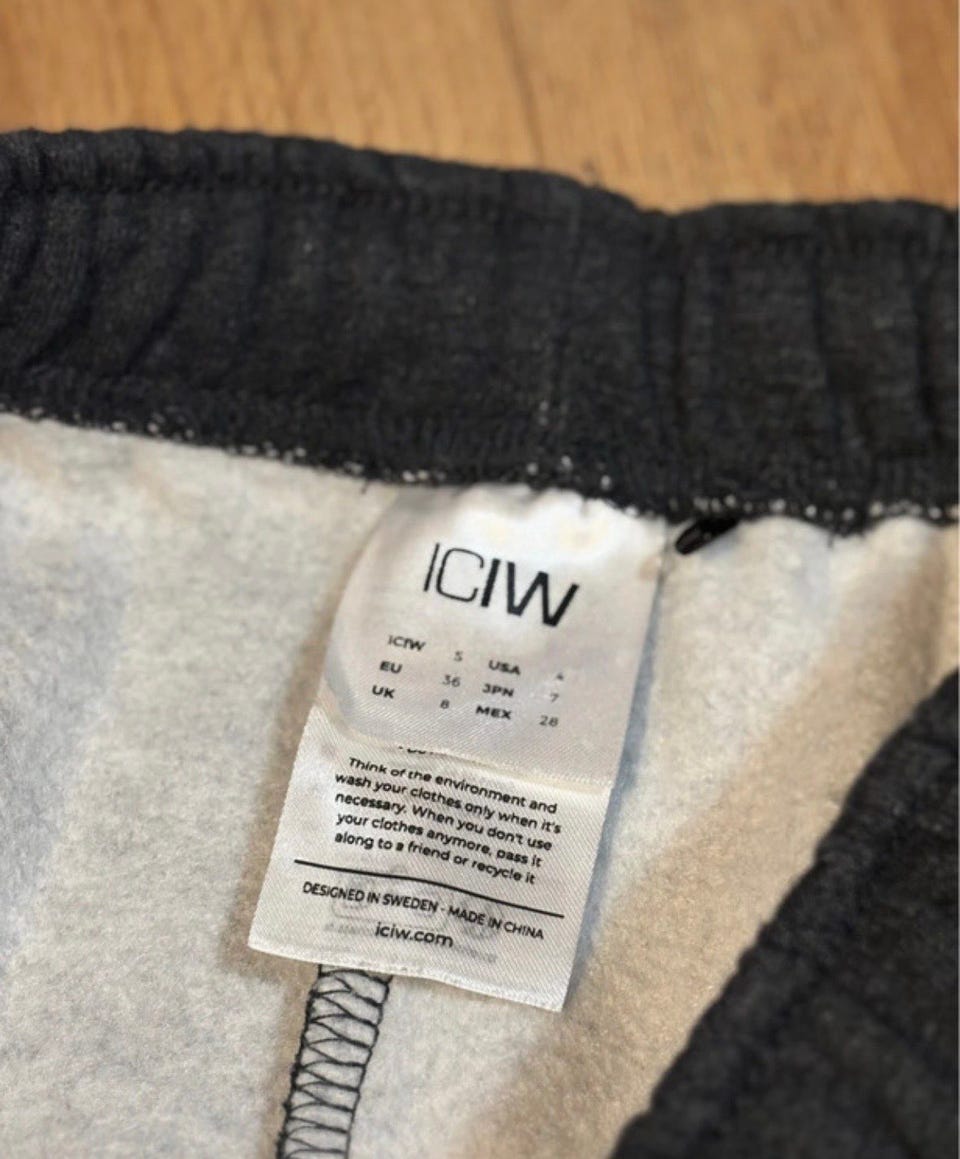 ICIW
ICIW S USA 4
EU 36 JPN 7
UK 8 MEX 28
Think of the environment and
wash your clothes only when it's
necessary. When you don't use
your clothes anymore, pass it
along to a friend or recycle it
DESIGNED IN SWEDEN - MADE IN CHINA
iciw.com